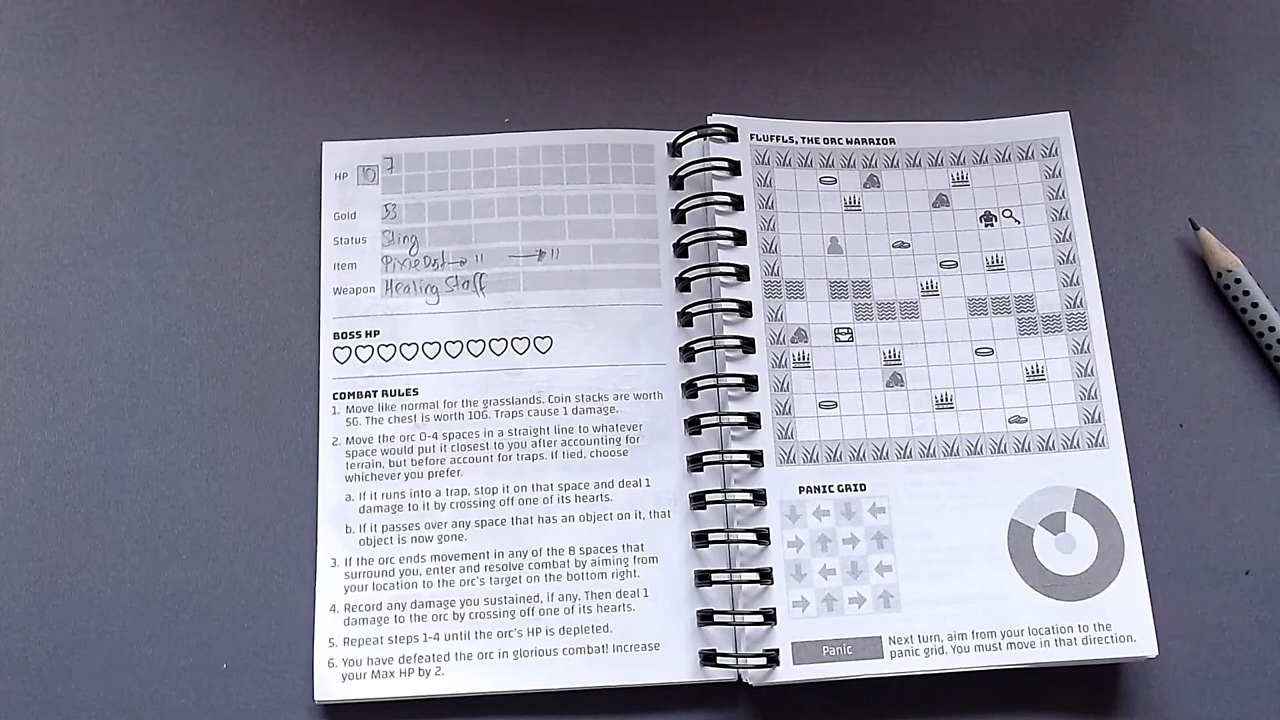 HP 10 7
Gold 53
Status Sting
Item
Weapon Healing Staff
BOSS HP
COMBAT RULES
1. Move like normal for the grasslands. Coin stacks are worth
5G. The chest is worth 10G. Traps cause 1 damage.
2. Move the orc 0-4 spaces in a straight line to whatever
space would put it closest to you after accounting for
terrain, but before account for traps. If tied, choose
whichever you prefer.
a. If it runs into a trap, stop it on that space and deal 1
damage to it by crossing off one of its hearts.
b. If it passes over any space that has an object on it, that
object is now gone.
3. If the orc ends movement in any of the 8 spaces that
surround you, enter and resolve combat by aiming from
your location to the orc's target on the bottom right.
4. Record any damage you sustained, if any. Then deal 1
damage to the orc by crossing off one of its hearts.
5. Repeat steps 1-4 until the orc's HP is depleted.
6. You have defeated the orc in glorious combat! Increase
your Max HP by 2.
FLUFFLS, THE ORC WARRIOR
PANIC GRID
Panic
Next turn, aim from your location to the
panic grid. You must move in that direction.